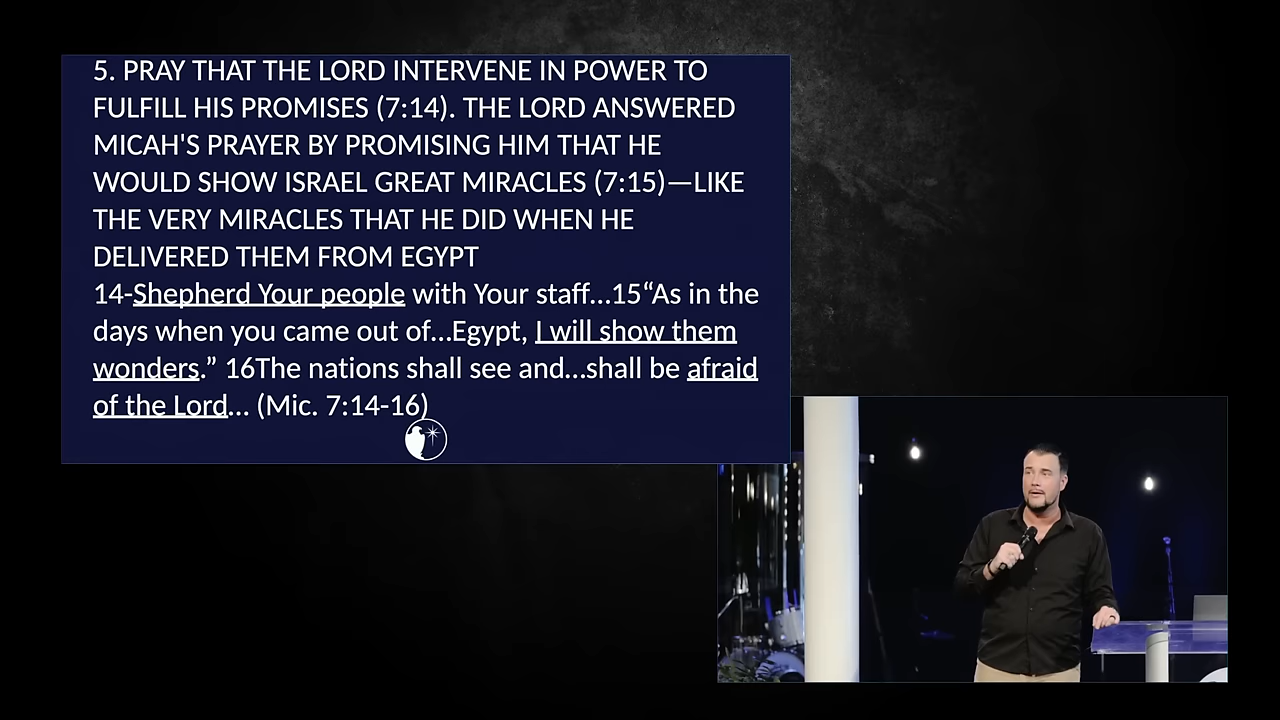 5. PRAY THAT THE LORD INTERVENE IN POWER TO
FULFILL HIS PROMISES (7:14). THE LORD ANSWERED
MICAH'S PRAYER BY PROMISING HIM THAT HE
WOULD SHOW ISRAEL GREAT MIRACLES (7:15)—LIKE
THE VERY MIRACLES THAT HE DID WHEN HE
DELIVERED THEM FROM EGYPT
14-Shepherd Your people with Your staff…15“As in the
days when you came out of…Egypt, I will show them
wonders.” 16The nations shall see and…shall be afraid
of the Lord… (Mic. 7:14-16)